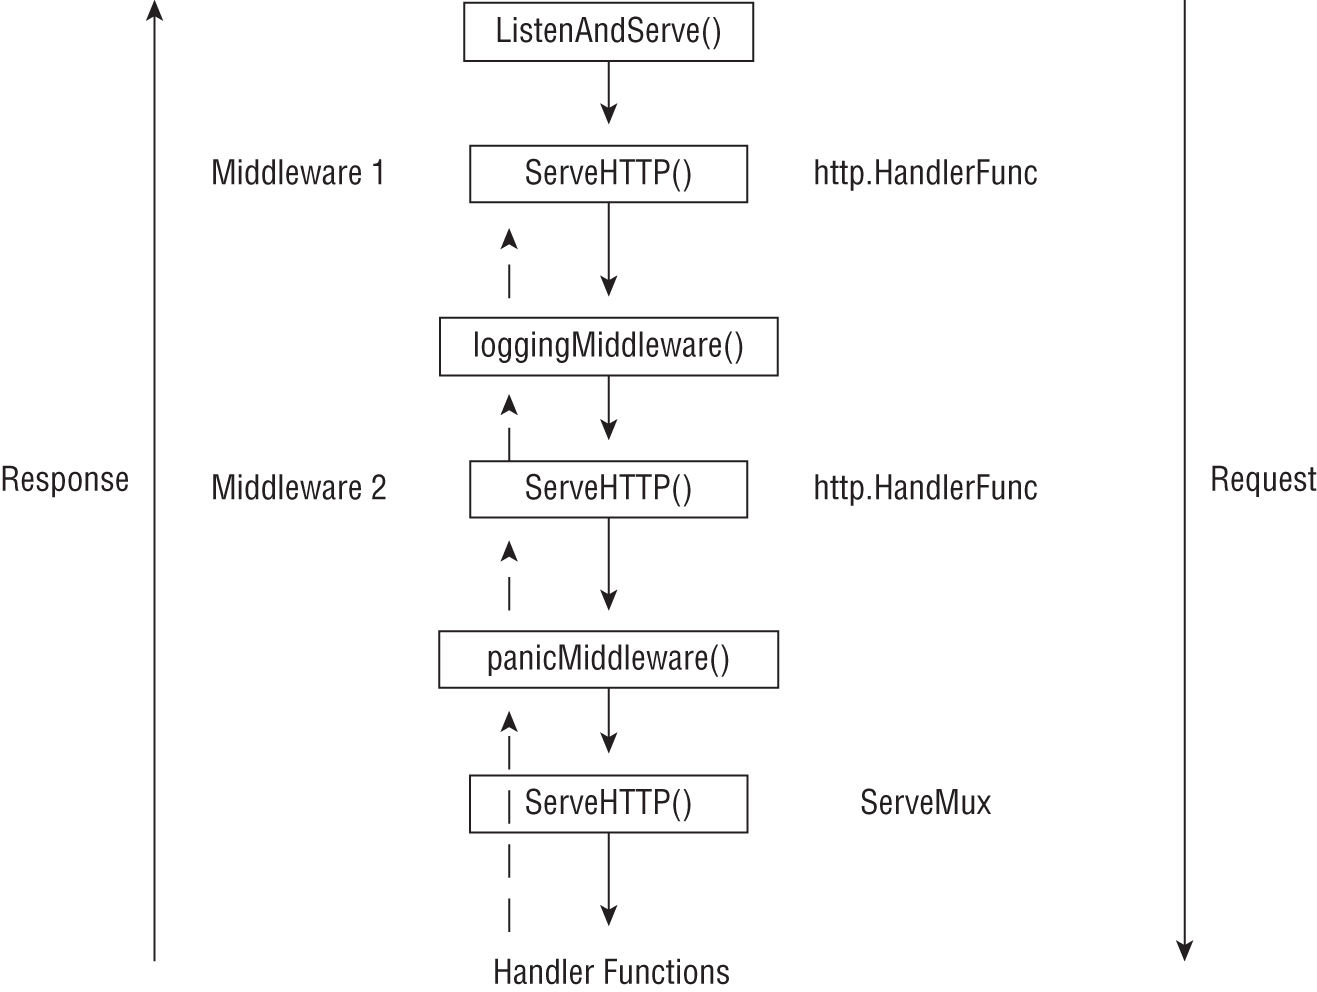 ListenAndServe()
Middleware 1
ServeHTTP()
http.HandlerFunc
loggingMiddleware()
Response
Middleware 2
ServeHTTP()
http.HandlerFunc
Request
panicMiddleware()
ServeHTTP()
ServeMux
Handler Functions